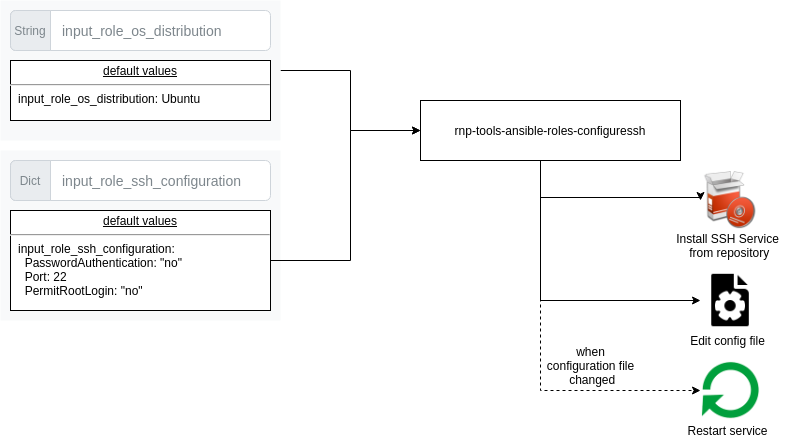 String
input_role_os_distribution
default values
input_role_os_distribution: Ubuntu
Dict
input_role_ssh_configuration
default values
input_role_ssh_configuration:
PasswordAuthentication: "no"
Port: 22
PermitRootLogin: "no"
rnp-tools-ansible-roles-configuressh
Install SSH Service
from repository
Edit config file
when
configuration file
changed
Restart service